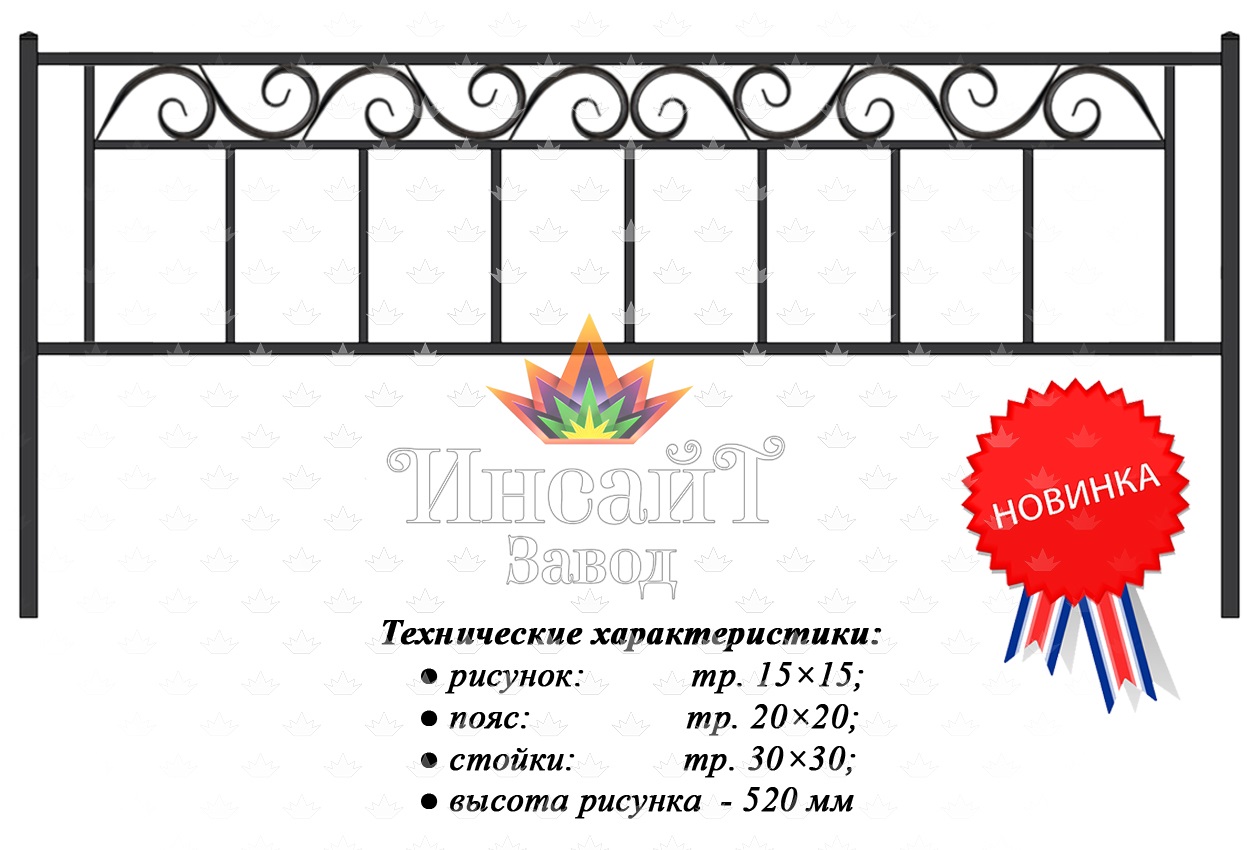 ИнсайТ
Завод
НОВИНКА
Технические характеристики:
● рисунок: тр. 15×15;
● пояс: тр. 20×20;
● стойки: тр. 30×30;
● высота рисунка - 520 мм